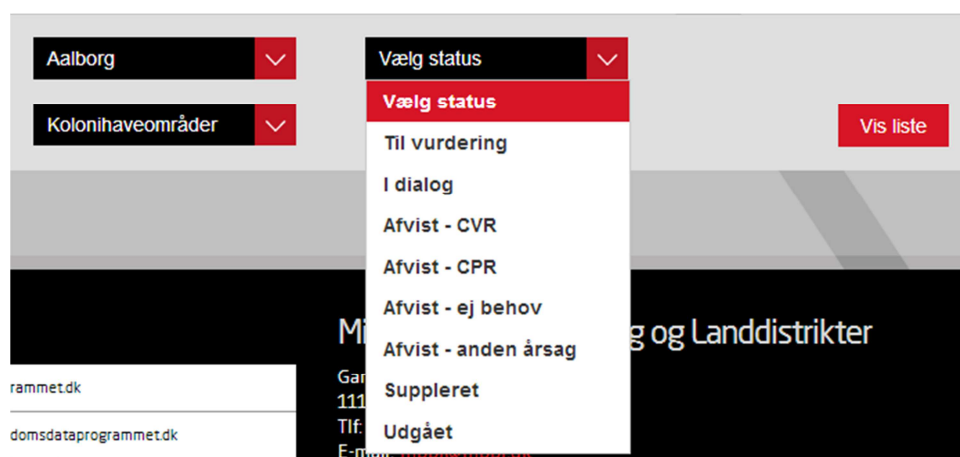 Aalborg
Vælg status
Vælg status
Kolonihaveområder
Vis liste
Til vurdering
I dialog
Afvist - CVR
Afvist - CPR
Afvist - ej behov
Afvist - anden årsag
Suppleret
Udgået
og Landdistrikter
rammet.dk
domsdataprogrammet.dk
111
Tlf: